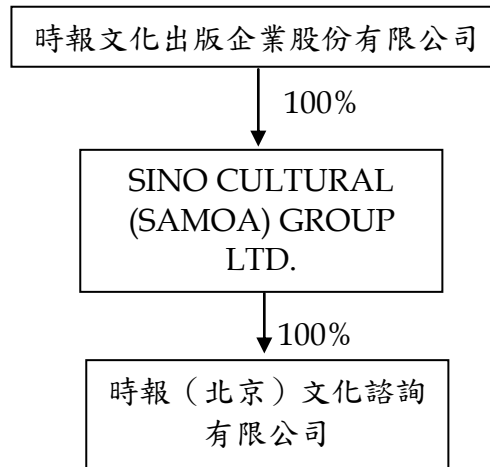 時報文化出版企業股份有限公司
100%
SINO CULTURAL
(SAMOA) GROUP
LTD.
100%
時報（北京）文化諮詢
有限公司